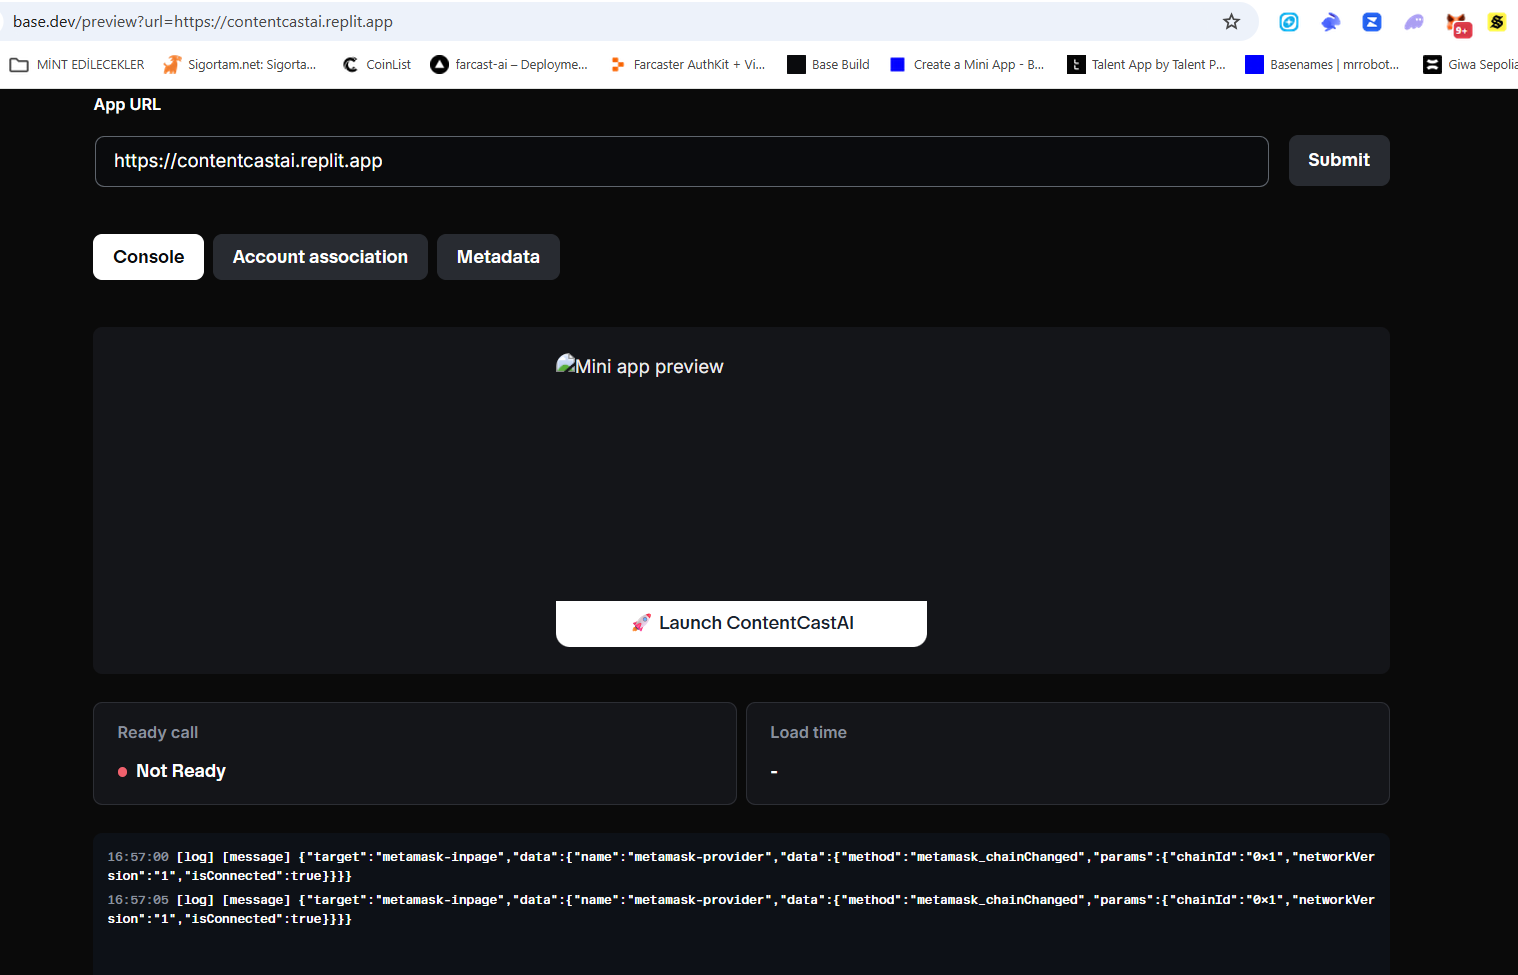 base.dev/preview?url=https://contentcastai.replit.app
9+
MİNT EDİLECEKLER
Sigortam.net: Sigorta...
CoinList
farcast-ai – Deployme...
Farcaster AuthKit + Vi...
Base Build
Create a Mini App - B...
Talent App by Talent P...
Basenames | mrrobot...
Giwa Sepolia
App URL
https://contentcastai.replit.app
Submit
Console
Account association
Metadata
Mini app preview
🚀 Launch ContentCastAI
Ready call
Not Ready
Load time
-
16:57:00 [log] [message] {"target":"metamask-inpage","data":{"name":"metamask-provider","data":{"method":"metamask_chainChanged","params":{"chainId":"0x1","networkVer
sion":"1","isConnected":true}}}}
16:57:05 [log] [message] {"target":"metamask-inpage","data":{"name":"metamask-provider","data":{"method":"metamask_chainChanged","params":{"chainId":"0x1","networkVer
sion":"1","isConnected":true}}}}